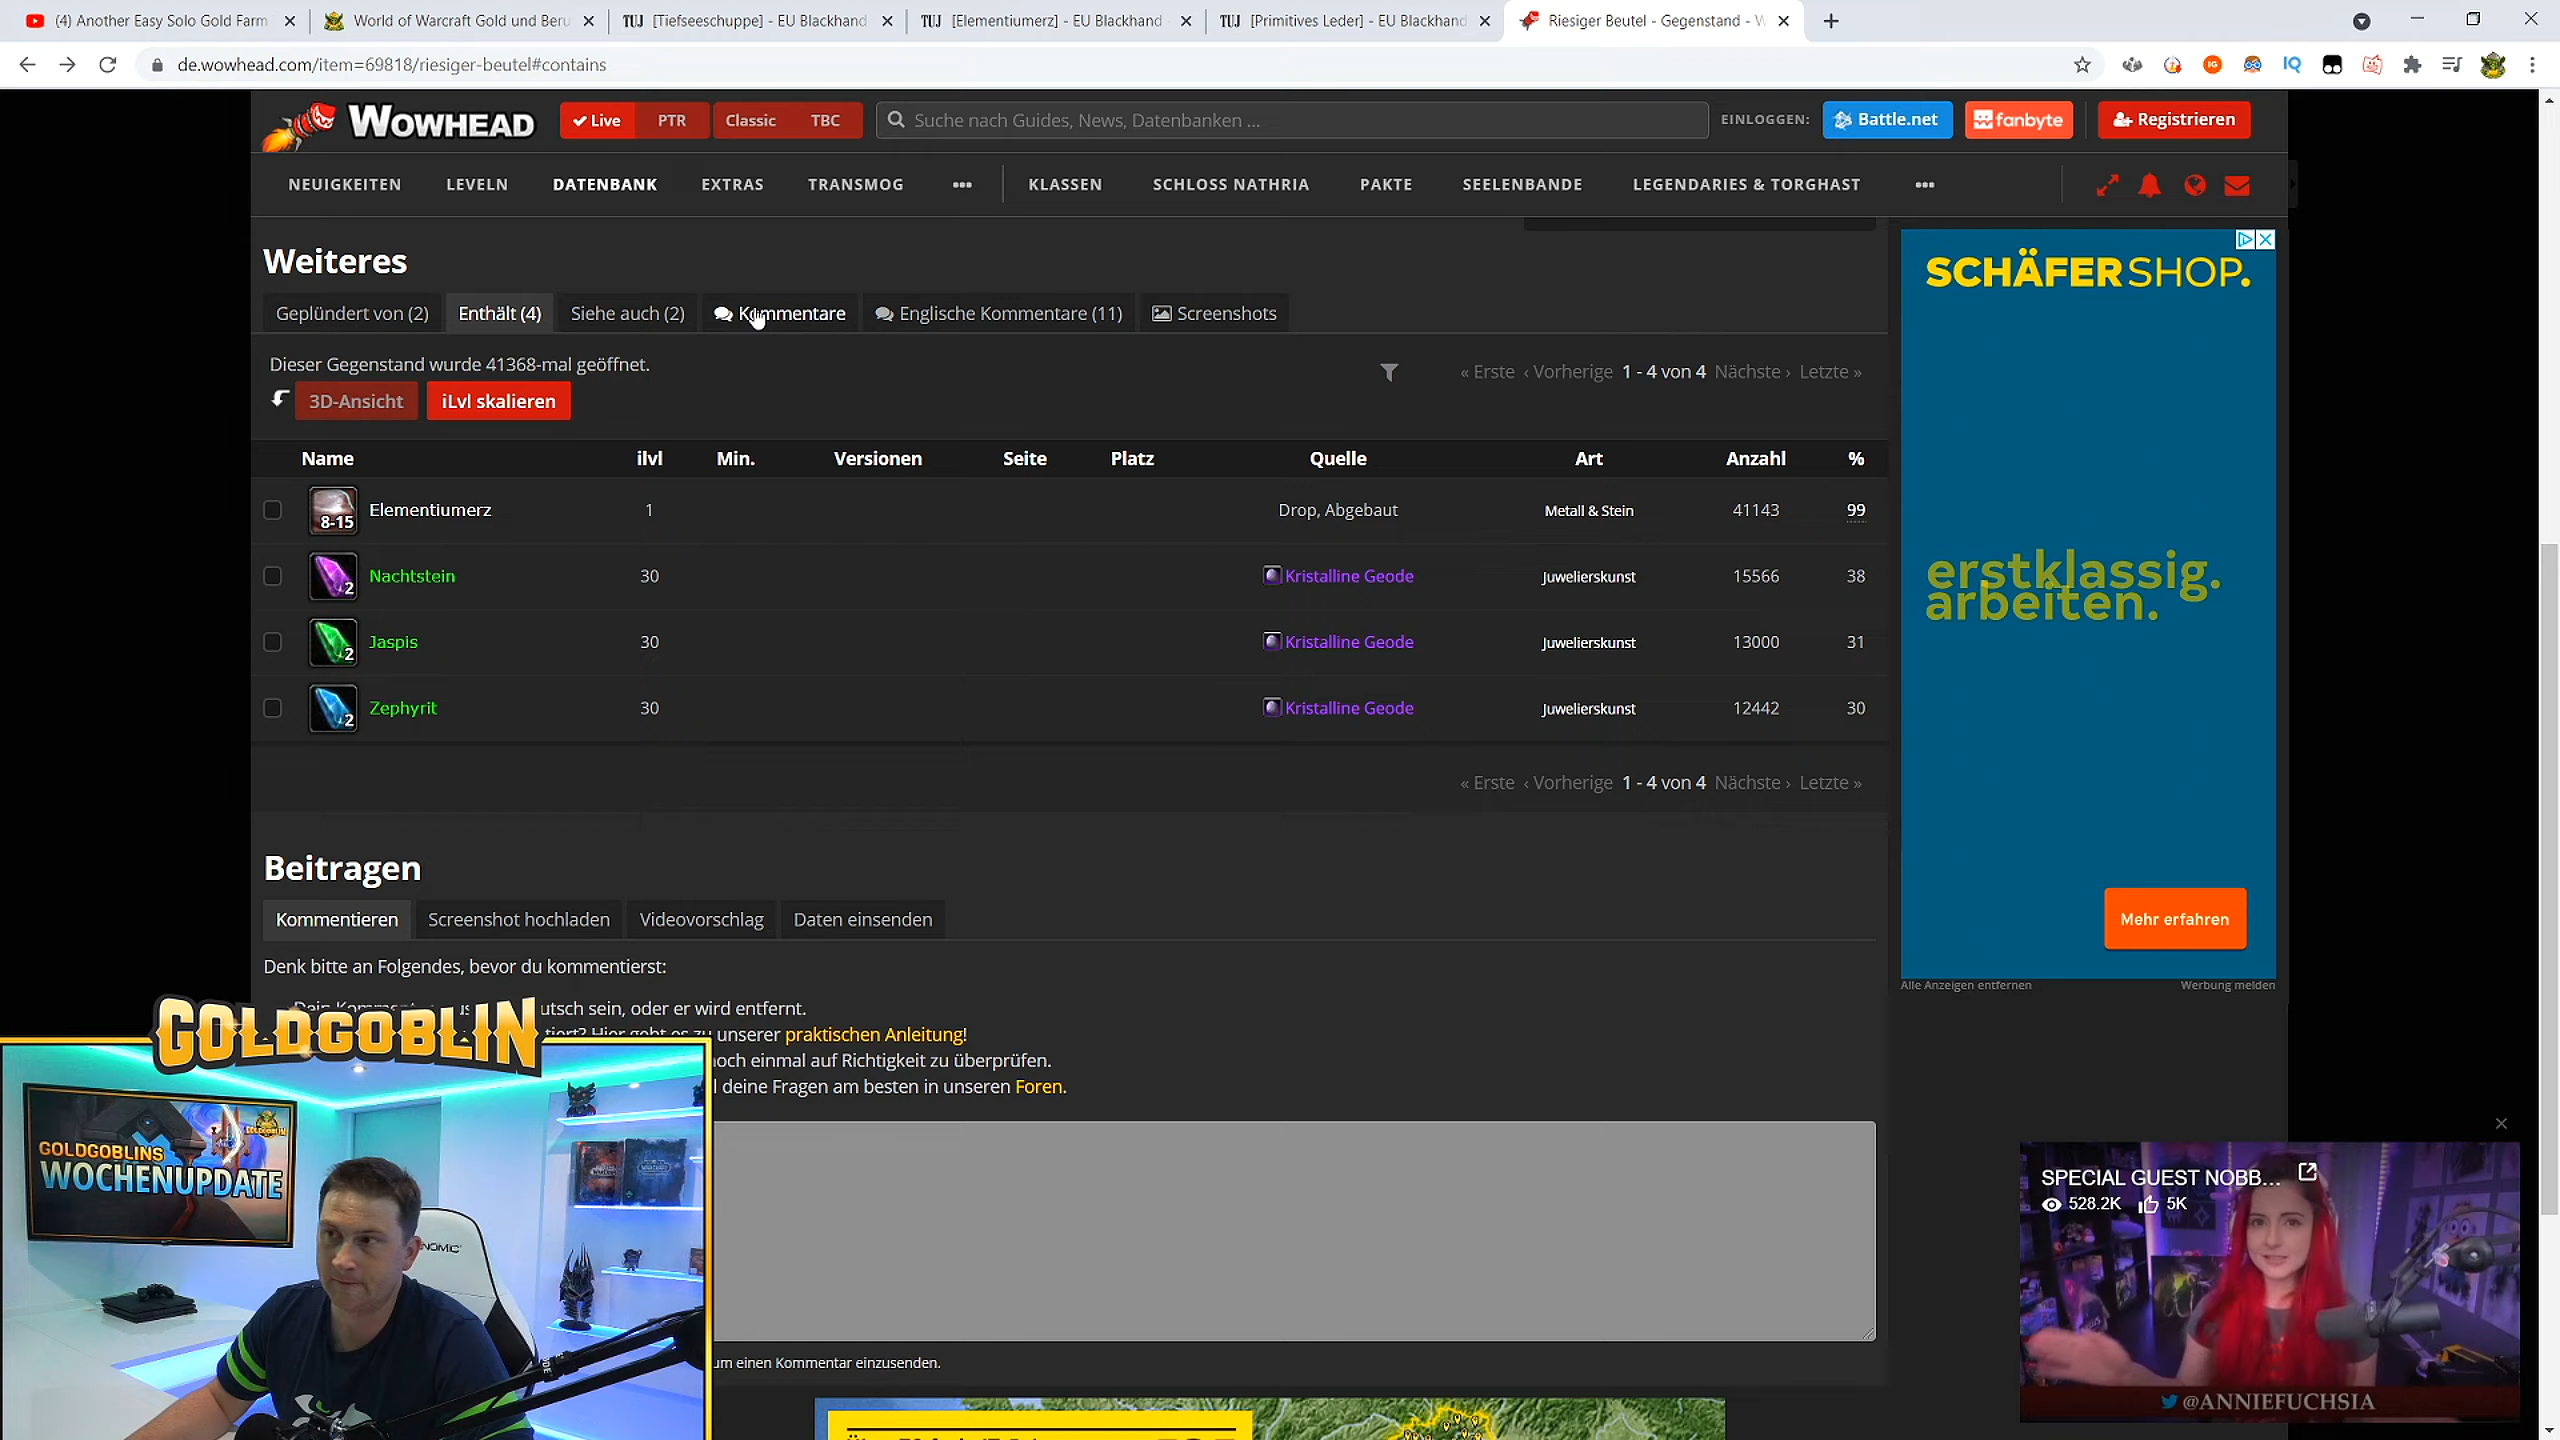 (4) Another Easy Solo Gold Farm
World of Warcraft Gold und Beru
TUJ [Tiefseeschuppe] - EU Blackhand
TUJ [Elementiumerz] - EU Blackhand
TUJ [Primitives Leder] - EU Blackhand
Riesiger Beutel - Gegenstand - W
de.wowhead.com/item=69818/riesiger-beutel#contains
IG
IQ
WOWHEAD
Live PTR Classic TBC
Suche nach Guides, News, Datenbanken ...
EINLOGGEN: Battle.net fanbyte Registrieren
NEUIGKEITEN LEVELN DATENBANK EXTRAS TRANSMOG ••• KLASSEN SCHLOSS NATHRIA PAKTE SEELENBANDE LEGENDARIES & TORGHAST •••
Weiteres
Geplündert von (2) Enthält (4) Siehe auch (2) Kommentare Englische Kommentare (11) Screenshots
Dieser Gegenstand wurde 41368-mal geöffnet.
« Erste ‹ Vorherige 1 - 4 von 4 Nächste › Letzte »
3D-Ansicht iLvl skalieren
Name ilvl Min. Versionen Seite Platz Quelle Art Anzahl %
8-15 Elementiumerz 1 Drop, Abgebaut Metall & Stein 41143 99
2 Nachtstein 30 Kristalline Geode Juwelierskunst 15566 38
2 Jaspis 30 Kristalline Geode Juwelierskunst 13000 31
2 Zephyrit 30 Kristalline Geode Juwelierskunst 12442 30
« Erste ‹ Vorherige 1 - 4 von 4 Nächste › Letzte »
Beitragen
Kommentieren Screenshot hochladen Videovorschlag Daten einsenden
Denk bitte an Folgendes, bevor du kommentierst:
Dein utsch sein, oder er wird entfernt.
unserer praktischen Anleitung!
noch einmal auf Richtigkeit zu überprüfen.
l deine Fragen am besten in unseren Foren.
um einen Kommentar einzusenden.
SCHÄFER SHOP.
erstklassig.
arbeiten.
Mehr erfahren
Alle Anzeigen entfernen Werbung melden
GOLDGOBLIN
GOLDGOBLINS
WOCHENUPDATE
GOLDGOBLIN
NOMIC
SPECIAL GUEST NOBB...
528.2K 5K
@ANNIEFUCHSIA